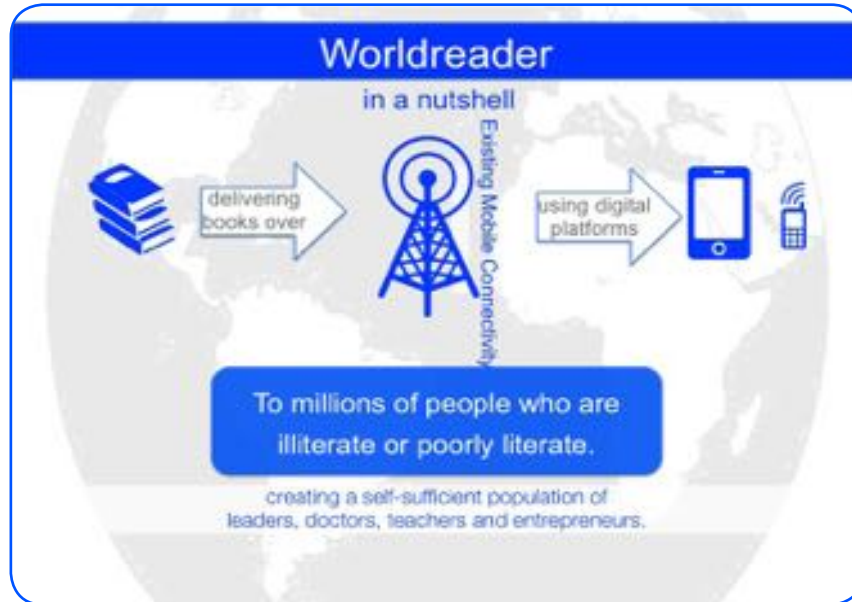 Worldreader
in a nutshell
delivering
books over
Existing Mobile Connectivity
using digital
platforms
To millions of people who are
illiterate or poorly literate.
creating a self-sufficient population of
leaders, doctors, teachers and entrepreneurs.